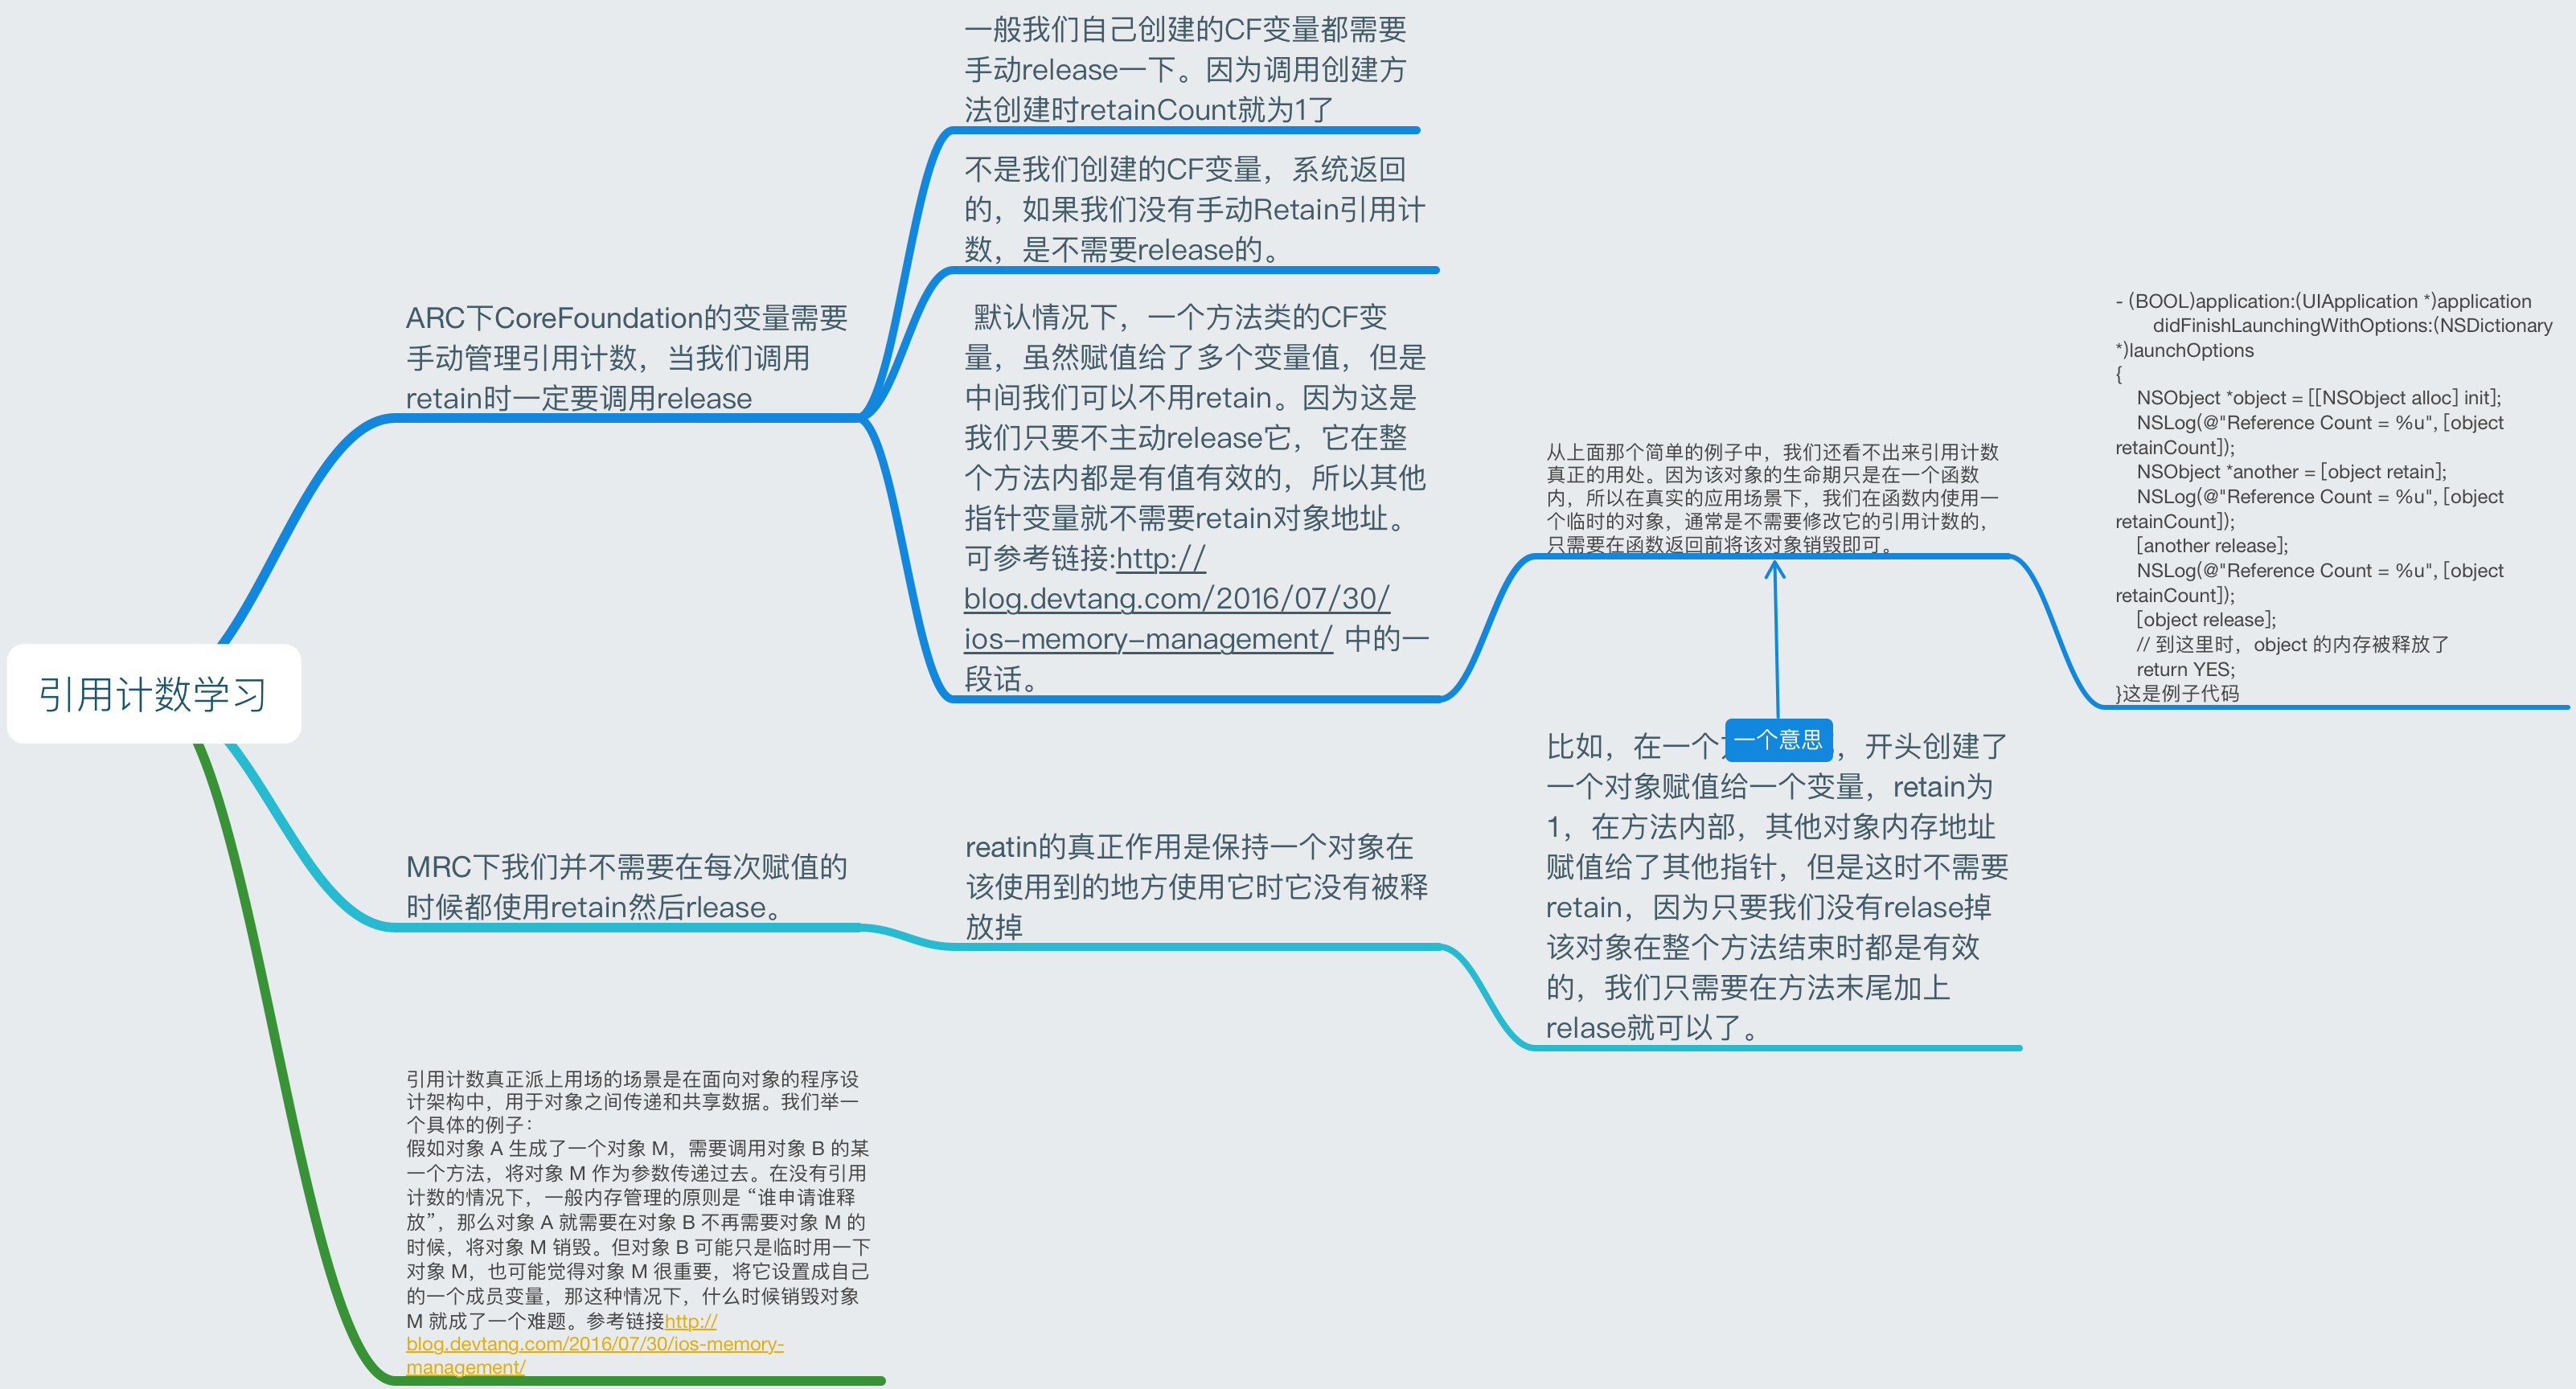 引用计数学习
ARC下CoreFoundation的变量需要
手动管理引用计数，当我们调用
retain时一定要调用release
一般我们自己创建的CF变量都需要
手动release一下。因为调用创建方
法创建时retainCount就为1了
不是我们创建的CF变量，系统返回
的，如果我们没有手动Retain引用计
数，是不需要release的。
默认情况下，一个方法类的CF变
量，虽然赋值给了多个变量值，但是
中间我们可以不用retain。因为这是
我们只要不主动release它，它在整
个方法内都是有值有效的，所以其他
指针变量就不需要retain对象地址。
可参考链接:http://
blog.devtang.com/2016/07/30/
ios-memory-management/ 中的一
段话。
从上面那个简单的例子中，我们还看不出来引用计数
真正的用处。因为该对象的生命期只是在一个函数
内，所以在真实的应用场景下，我们在函数内使用一
个临时的对象，通常是不需要修改它的引用计数的，
只需要在函数返回前将该对象销毁即可。
- (BOOL)application:(UIApplication *)application
didFinishLaunchingWithOptions:(NSDictionary
*)launchOptions
{
NSObject *object = [[NSObject alloc] init];
NSLog(@"Reference Count = %u", [object
retainCount]);
NSObject *another = [object retain];
NSLog(@"Reference Count = %u", [object
retainCount]);
[another release];
NSLog(@"Reference Count = %u", [object
retainCount]);
[object release];
// 到这里时，object 的内存被释放了
return YES;
}这是例子代码
一个意思
MRC下我们并不需要在每次赋值的
时候都使用retain然后rlease。
reatin的真正作用是保持一个对象在
该使用到的地方使用它时它没有被释
放掉
比如，在一个，开头创建了
一个对象赋值给一个变量，retain为
1，在方法内部，其他对象内存地址
赋值给了其他指针，但是这时不需要
retain，因为只要我们没有relase掉
该对象在整个方法结束时都是有效
的，我们只需要在方法末尾加上
relase就可以了。
引用计数真正派上用场的场景是在面向对象的程序设
计架构中，用于对象之间传递和共享数据。我们举一
个具体的例子：
假如对象 A 生成了一个对象 M，需要调用对象 B 的某
一个方法，将对象 M 作为参数传递过去。在没有引用
计数的情况下，一般内存管理的原则是 “谁申请谁释
放”，那么对象 A 就需要在对象 B 不再需要对象 M 的
时候，将对象 M 销毁。但对象 B 可能只是临时用一下
对象 M，也可能觉得对象 M 很重要，将它设置成自己
的一个成员变量，那这种情况下，什么时候销毁对象
M 就成了一个难题。参考链接http://
blog.devtang.com/2016/07/30/ios-memory-
management/